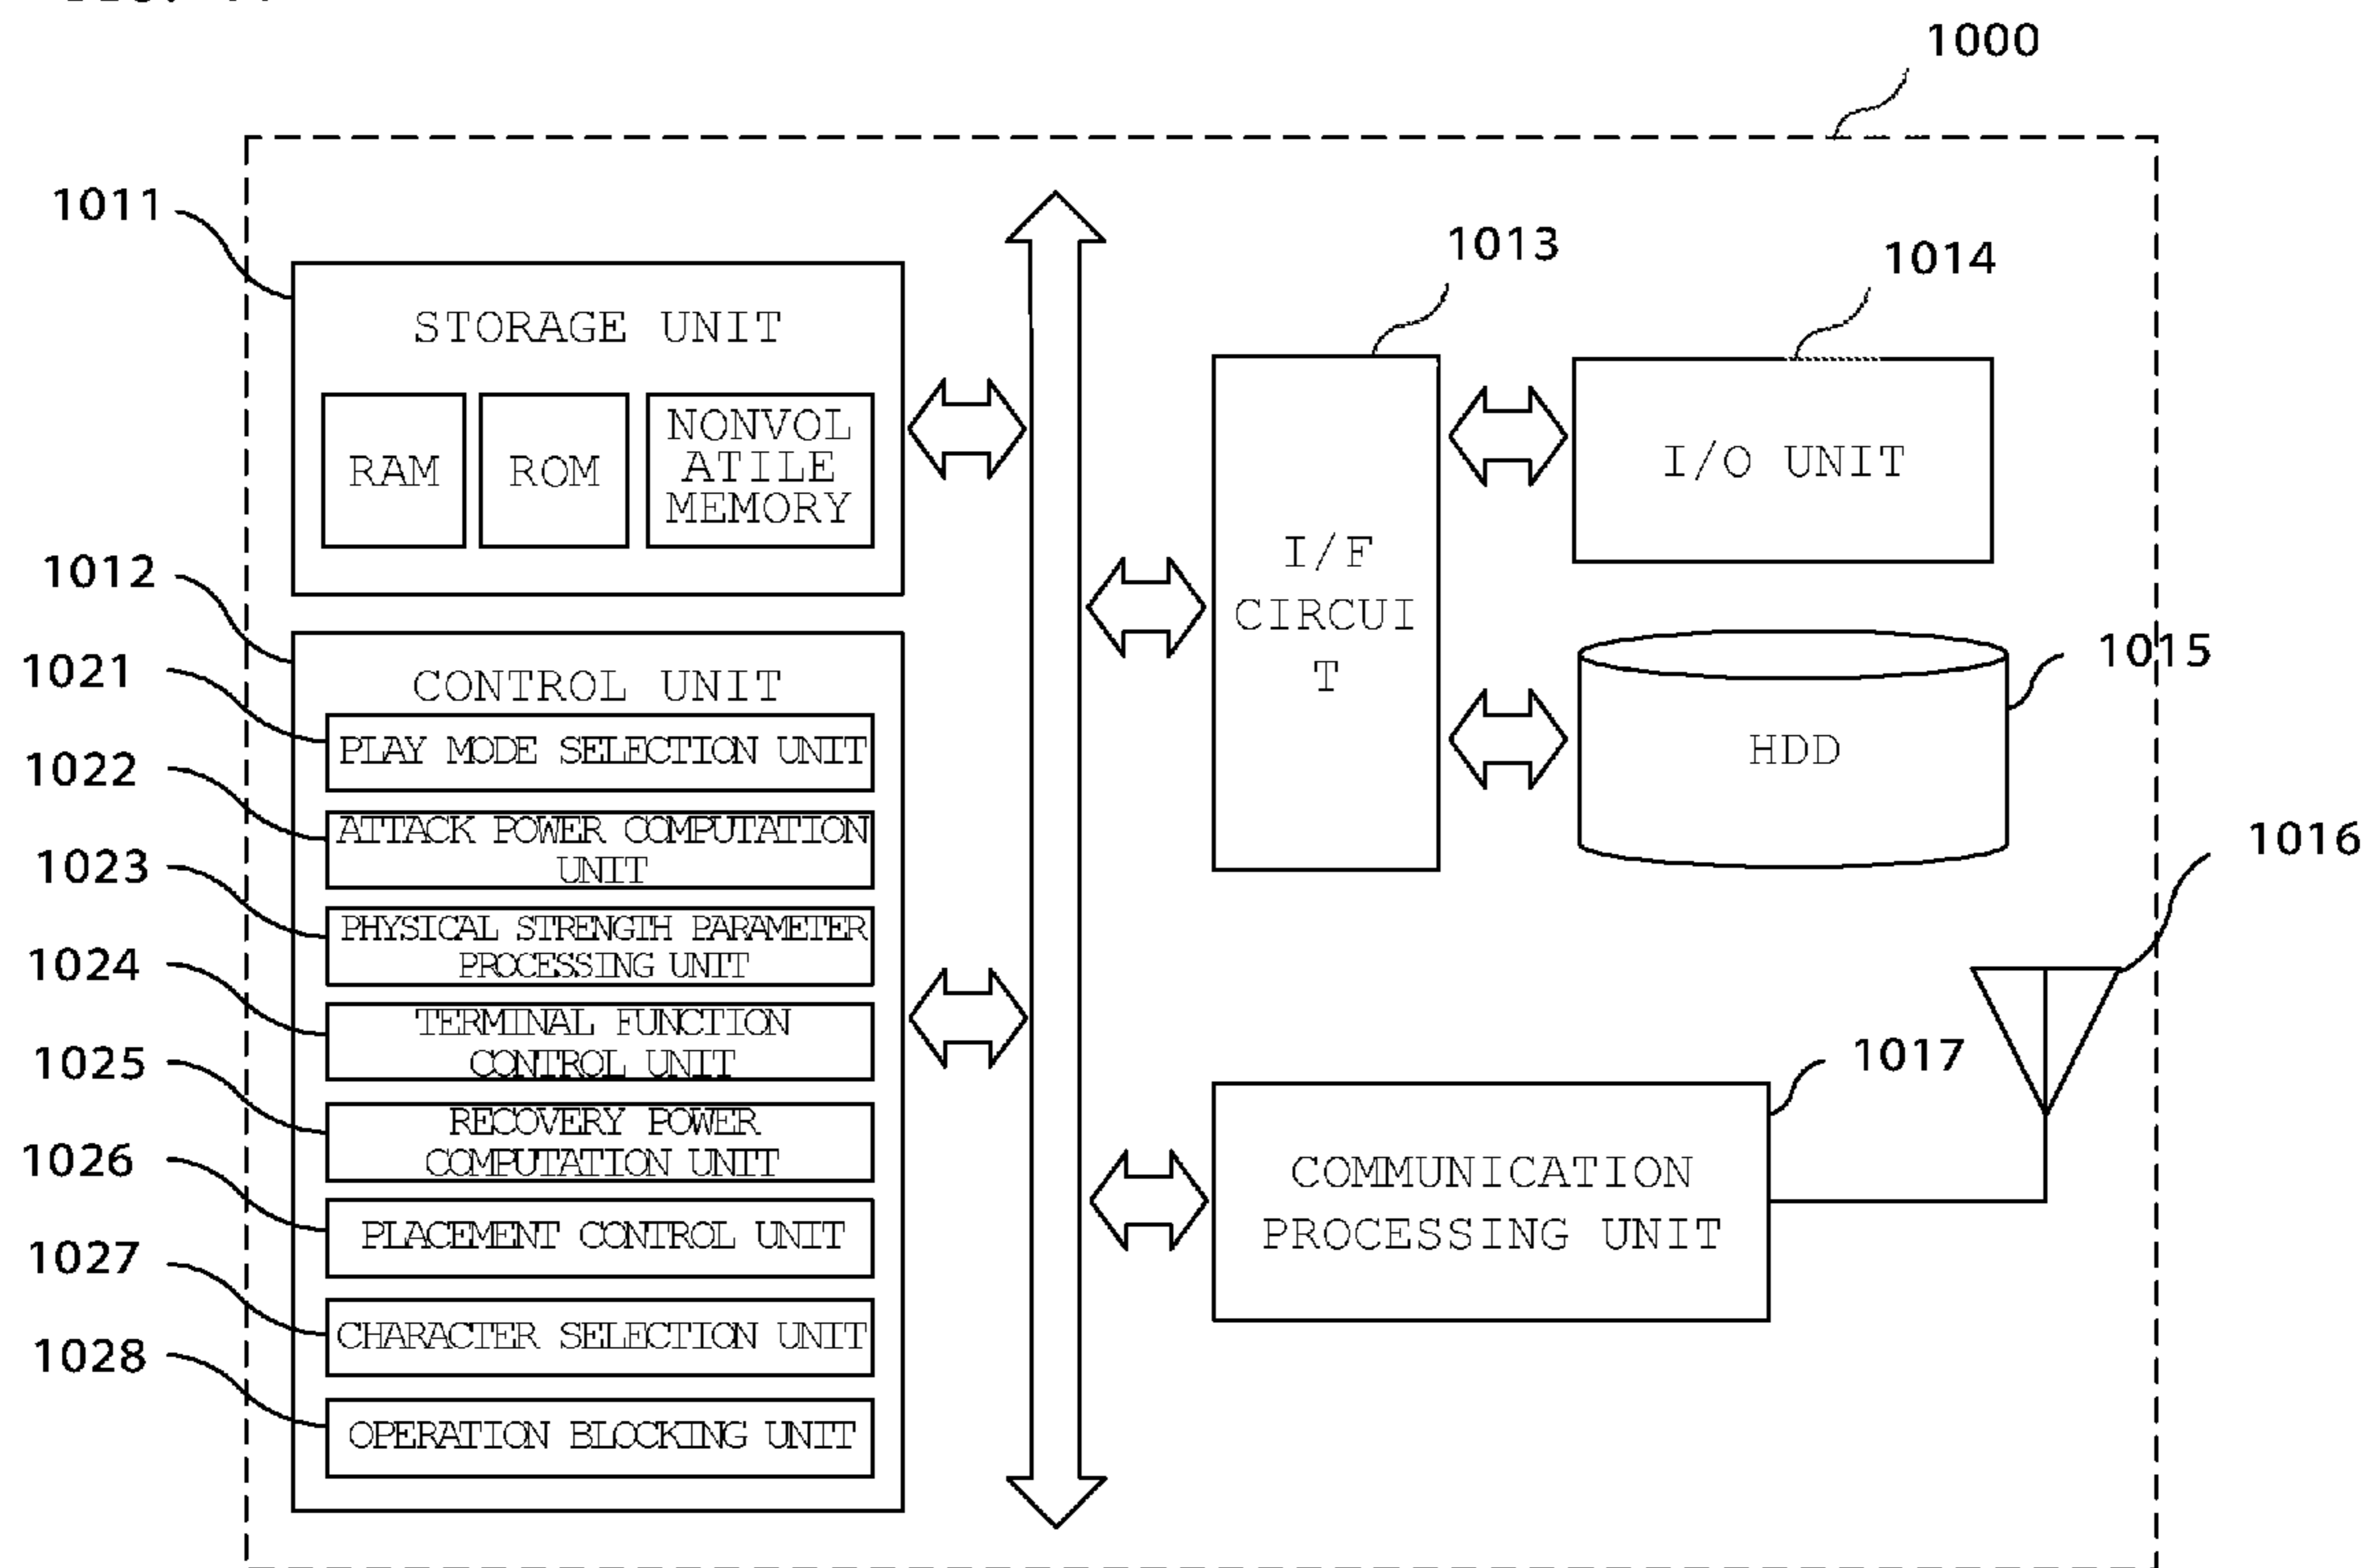 1000
1011
STORAGE UNIT
RAM
ROM
NONVOL
ATILE
MEMORY
1012
CONTROL UNIT
1021
PLAY MODE SELECTION UNIT
1022
ATTACK POWER COMPUTATION
UNIT
1023
PHYSICAL STRENGTH PARAMETER
PROCESSING UNIT
1024
TERMINAL FUNCTION
CONTROL UNIT
1025
RECOVERY POWER
COMPUTATION UNIT
1026
PLACEMENT CONTROL UNIT
1027
CHARACTER SELECTION UNIT
1028
OPERATION BLOCKING UNIT
1013
I/F
CIRCUI
T
1014
I/O UNIT
1015
HDD
1016
1017
COMMUNICATION
PROCESSING UNIT